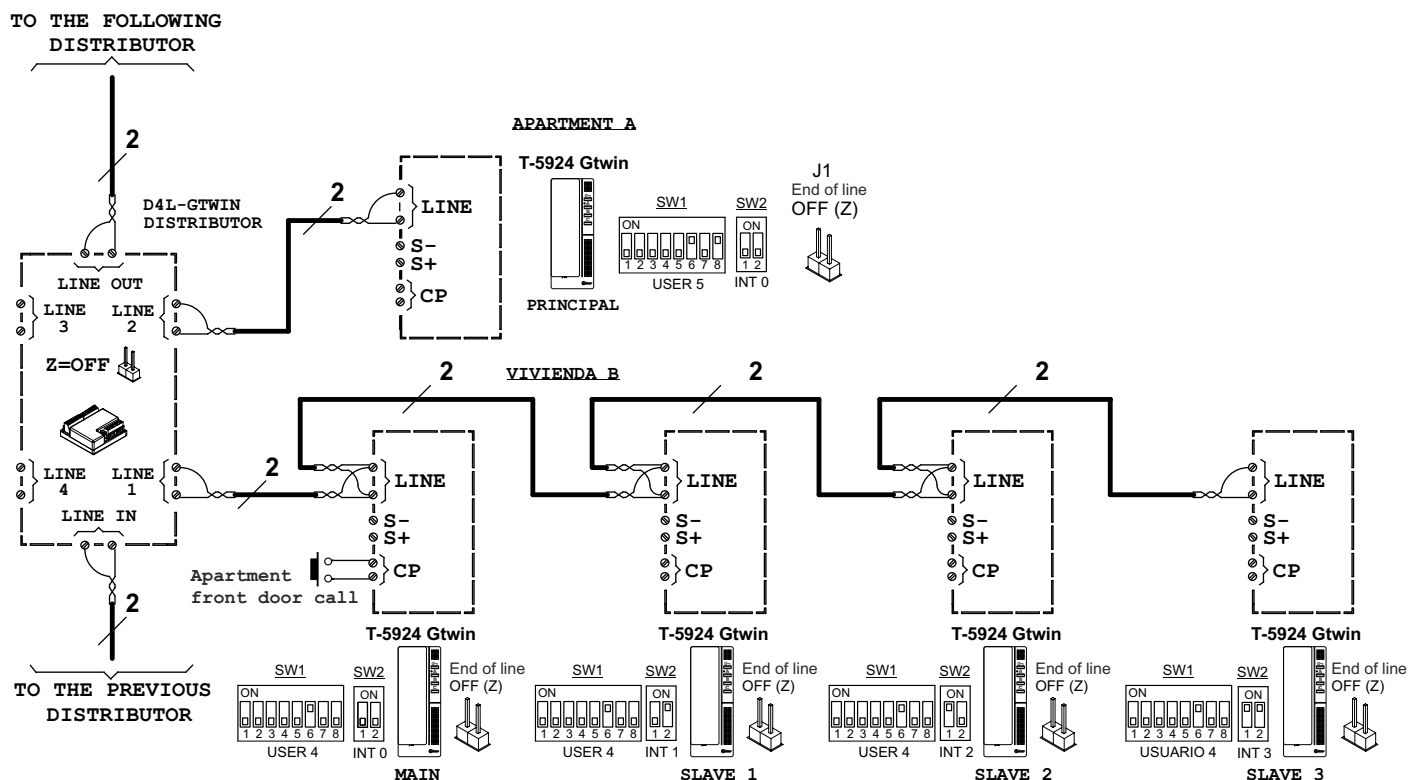 TO THE FOLLOWING
DISTRIBUTOR
2
D4L-GTWIN
DISTRIBUTOR
LINE OUT
LINE
3
LINE
2
Z=OFF
LINE
4
LINE
1
LINE IN
2
TO THE PREVIOUS
DISTRIBUTOR
2
APARTMENT A
LINE
S-
S+
CP
T-5924 Gtwin
PRINCIPAL
SW1
ON
1 2 3 4 5 6 7 8
USER 5
SW2
ON
1 2
INT 0
J1
End of line
OFF (Z)
VIVIENDA B
2
2
2
2
LINE
S-
S+
CP
Apartment
front door call
LINE
S-
S+
CP
LINE
S-
S+
CP
LINE
S-
S+
CP
T-5924 Gtwin
SW1
ON
1 2 3 4 5 6 7 8
USER 4
SW2
ON
1 2
INT 0
End of line
OFF (Z)
MAIN
T-5924 Gtwin
SW1
ON
1 2 3 4 5 6 7 8
USER 4
SW2
ON
1 2
INT 1
End of line
OFF (Z)
SLAVE 1
T-5924 Gtwin
SW1
ON
1 2 3 4 5 6 7 8
USER 4
SW2
ON
1 2
INT 2
End of line
OFF (Z)
SLAVE 2
T-5924 Gtwin
SW1
ON
1 2 3 4 5 6 7 8
USUARIO 4
SW2
ON
1 2
INT 3
End of line
OFF (Z)
SLAVE 3